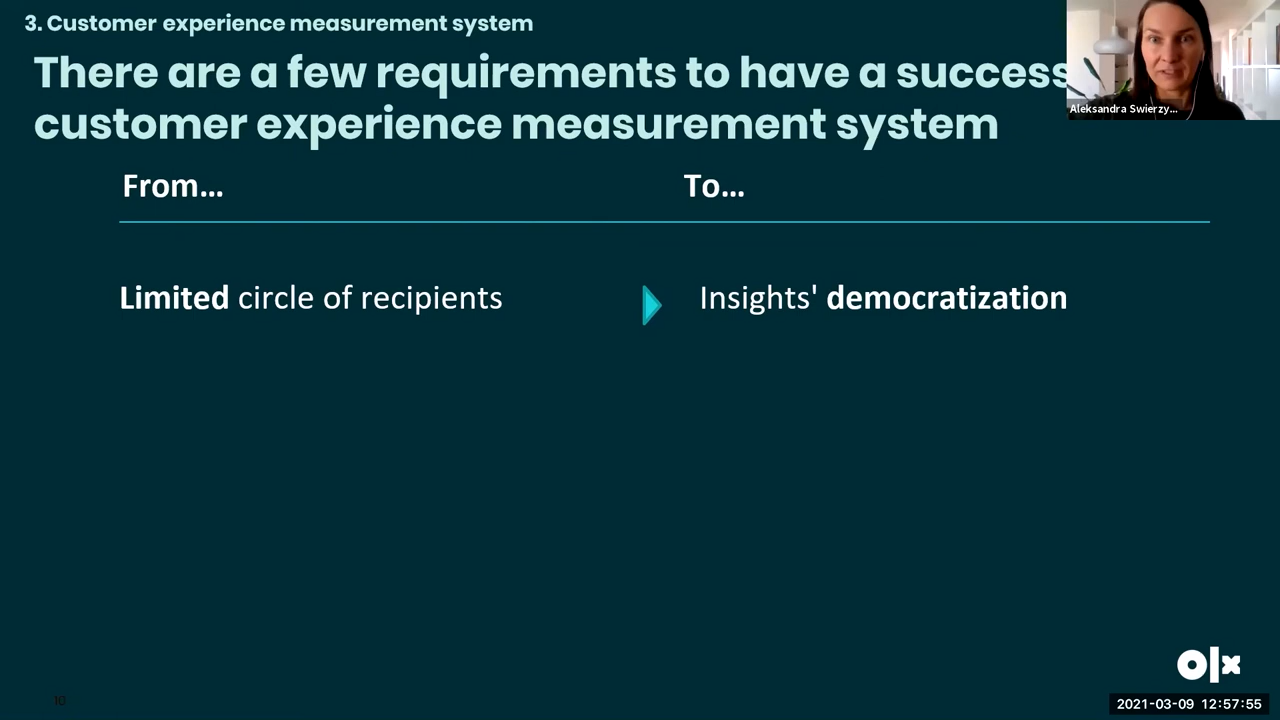 3. Customer experience measurement system
There are a few requirements to have a success
customer experience measurement system
Aleksandra Swierzy...
From...
To...
Limited circle of recipients
Insights' democratization
olx
10
2021-03-09 12:57:55